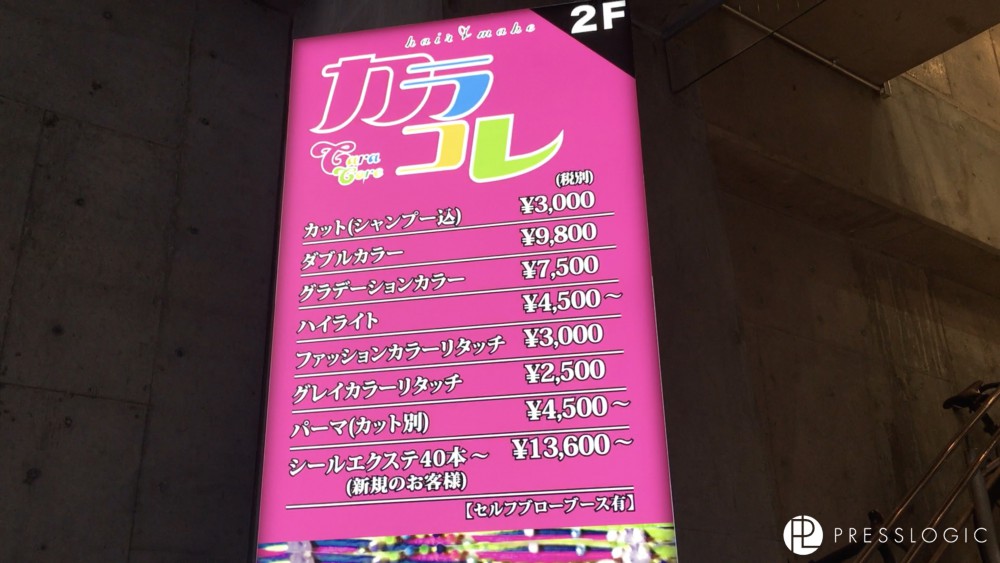 2F
hair make
カラ
コレ
Cara Core
(税別)
カット(シャンプー込) ¥3,000
ダブルカラー ¥9,800
グラデーションカラー ¥7,500
ハイライト ¥4,500～
ファッションカラーリタッチ ¥3,000
グレイカラーリタッチ ¥2,500
パーマ(カット別) ¥4,500～
シールエクステ40本～ ¥13,600～
(新規のお客様)
【セルフブローブース有】
PRESSLOGIC